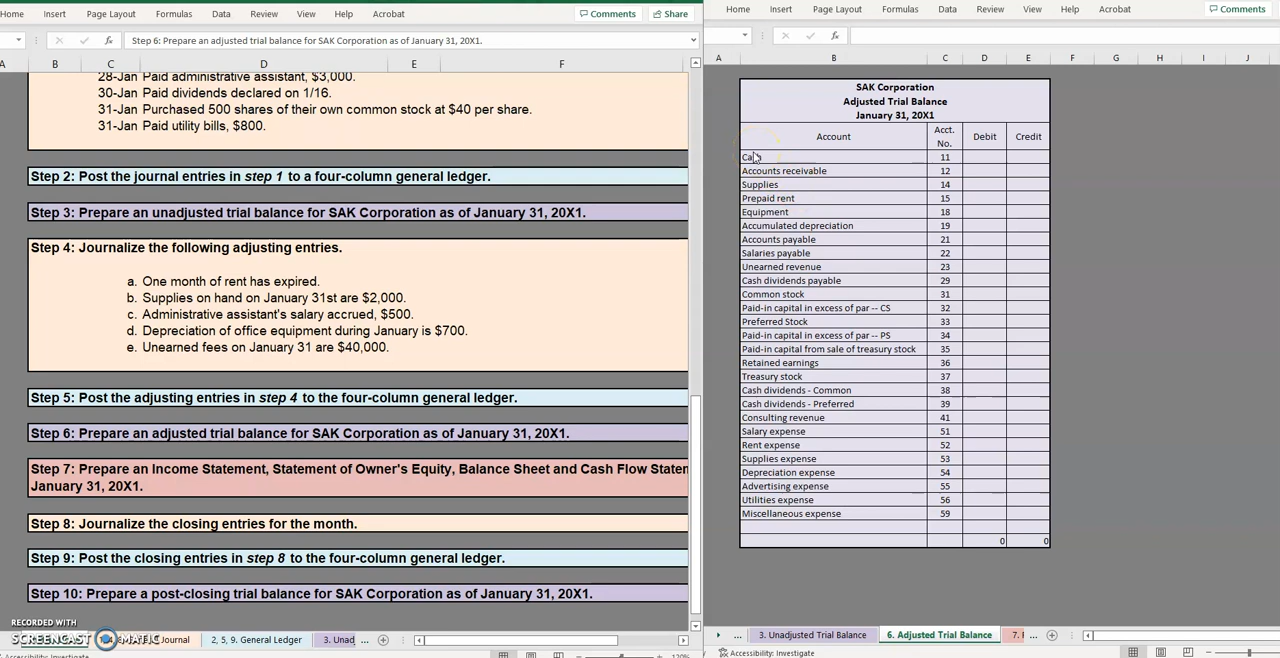 Home Insert Page Layout Formulas Data Review View Help Acrobat Comments Share
fx Step 6: Prepare an adjusted trial balance for SAK Corporation as of January 31, 20X1.
A B C D E F
28-Jan Paid administrative assistant, $3,000.
30-Jan Paid dividends declared on 1/16.
31-Jan Purchased 500 shares of their own common stock at $40 per share.
31-Jan Paid utility bills, $800.
Step 2: Post the journal entries in step 1 to a four-column general ledger.
Step 3: Prepare an unadjusted trial balance for SAK Corporation as of January 31, 20X1.
Step 4: Journalize the following adjusting entries.
a. One month of rent has expired.
b. Supplies on hand on January 31st are $2,000.
c. Administrative assistant's salary accrued, $500.
d. Depreciation of office equipment during January is $700.
e. Unearned fees on January 31 are $40,000.
Step 5: Post the adjusting entries in step 4 to the four-column general ledger.
Step 6: Prepare an adjusted trial balance for SAK Corporation as of January 31, 20X1.
Step 7: Prepare an Income Statement, Statement of Owner's Equity, Balance Sheet and Cash Flow Statem
January 31, 20X1.
Step 8: Journalize the closing entries for the month.
Step 9: Post the closing entries in step 8 to the four-column general ledger.
Step 10: Prepare a post-closing trial balance for SAK Corporation as of January 31, 20X1.
RECORDED WITH
SCREENCAST MATIC
Journal 2, 5, 9. General Ledger 3. Unad ...
Accessibility: Investigate 120%
Home Insert Page Layout Formulas Data Review View Help Acrobat Comments
fx
A B C D E F G H I J
SAK Corporation
Adjusted Trial Balance
January 31, 20X1
Account Acct. No. Debit Credit
Cash 11
Accounts receivable 12
Supplies 14
Prepaid rent 15
Equipment 18
Accumulated depreciation 19
Accounts payable 21
Salaries payable 22
Unearned revenue 23
Cash dividends payable 29
Common stock 31
Paid-in capital in excess of par -- CS 32
Preferred Stock 33
Paid-in capital in excess of par -- PS 34
Paid-in capital from sale of treasury stock 35
Retained earnings 36
Treasury stock 37
Cash dividends - Common 38
Cash dividends - Preferred 39
Consulting revenue 41
Salary expense 51
Rent expense 52
Supplies expense 53
Depreciation expense 54
Advertising expense 55
Utilities expense 56
Miscellaneous expense 59
0 0
... 3. Unadjusted Trial Balance 6. Adjusted Trial Balance 7. I ...
Accessibility: Investigate